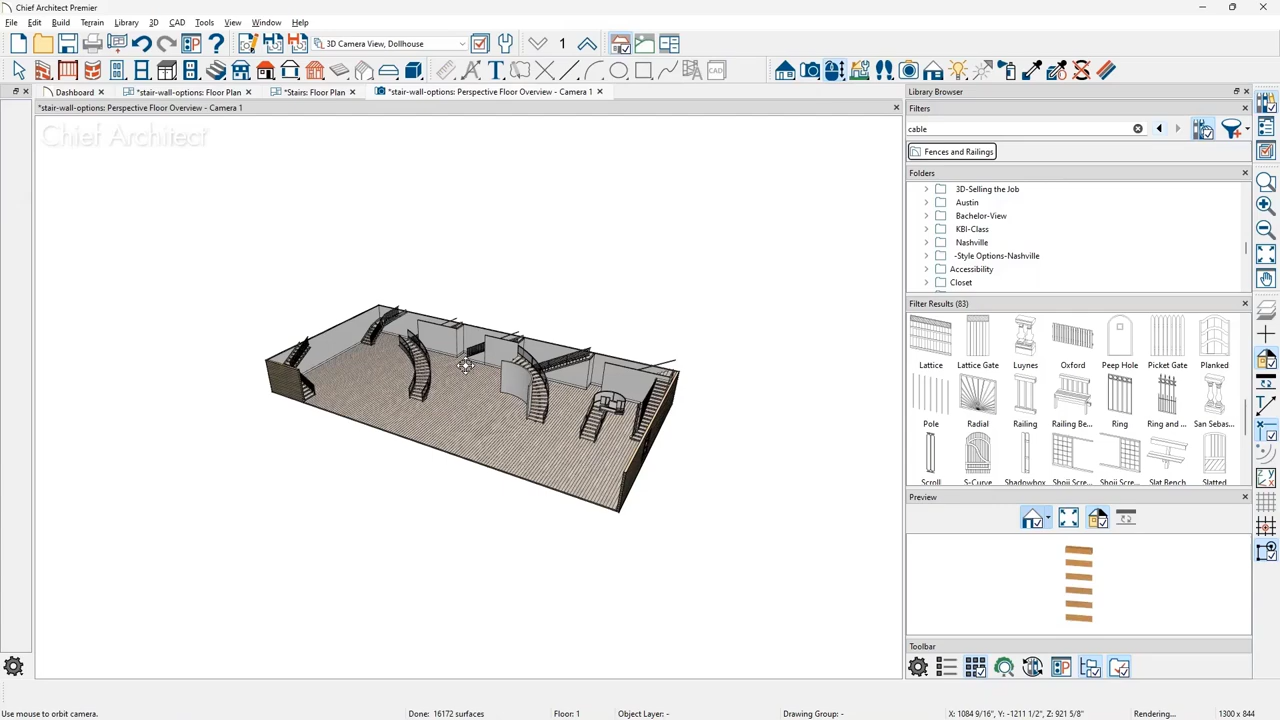 Chief Architect Premier
File Edit Build Terrain Library 3D CAD Tools View Window Help
3D Camera View, Dollhouse
1
Dashboard
*stair-wall-options: Floor Plan
*Stairs: Floor Plan
*stair-wall-options: Perspective Floor Overview - Camera 1
*stair-wall-options: Perspective Floor Overview - Camera 1
Chief Architect
Library Browser
Filters
cable
Fences and Railings
Folders
3D-Selling the Job
Austin
Bachelor-View
KBI-Class
Nashville
-Style Options-Nashville
Accessibility
Closet
Filter Results (83)
Lattice Lattice Gate Luynes Oxford Peep Hole Picket Gate Planked
Pole Radial Railing Railing Be... Ring Ring and ... San Sebas...
Scroll S-Curve Shadowbox Shoji Scre... Shoji Scre... Slat Bench Slatted
Preview
Toolbar
Use mouse to orbit camera.
Done: 16172 surfaces
Floor: 1
Object Layer: -
Drawing Group: -
X: 1084 9/16", Y: -1211 1/2", Z: 921 5/8"
Rendering...
1300 x 844